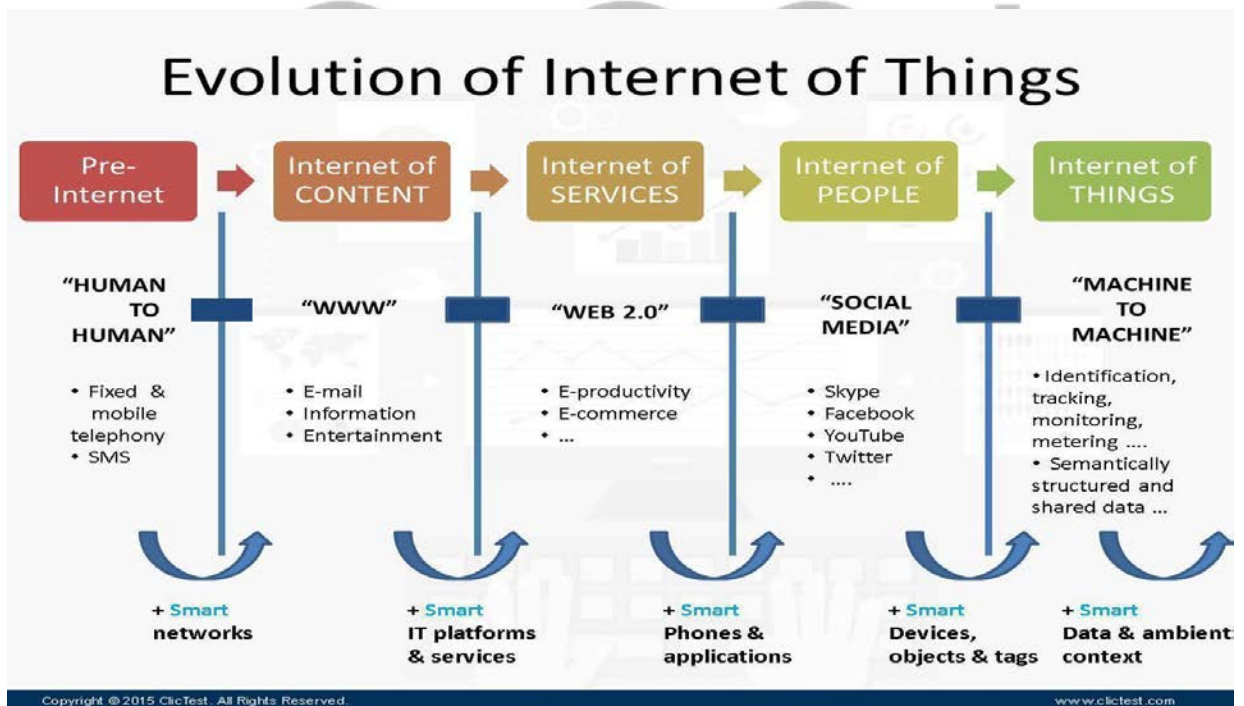 Evolution of Internet of Things
Pre-
Internet
Internet of
CONTENT
Internet of
SERVICES
Internet of
PEOPLE
Internet of
THINGS
“HUMAN
TO
HUMAN”
• Fixed &
mobile
telephony
• SMS
“WWW”
• E-mail
• Information
• Entertainment
“WEB 2.0”
• E-productivity
• E-commerce
• ...
“SOCIAL
MEDIA”
• Skype
• Facebook
• YouTube
• Twitter
• ....
“MACHINE
TO
MACHINE”
• Identification,
tracking,
monitoring,
metering ....
• Semantically
structured and
shared data ...
+ Smart
networks
+ Smart
IT platforms
& services
+ Smart
Phones &
applications
+ Smart
Devices,
objects & tags
+ Smart
Data & ambient
context
Copyright © 2015 ClicTest. All Rights Reserved.
www.clictest.com